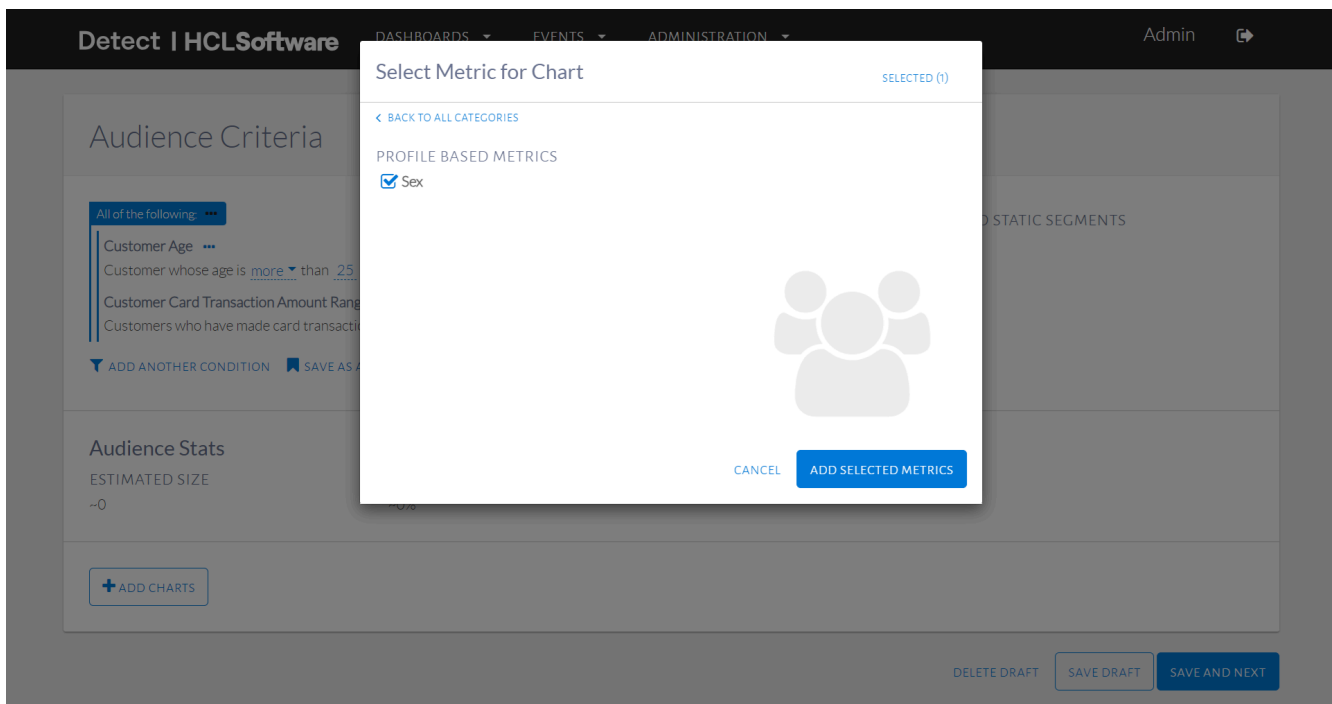 Detect | HCLSoftware
DASHBOARDS EVENTS ADMINISTRATION
Admin
Select Metric for Chart
SELECTED (1)
BACK TO ALL CATEGORIES
PROFILE BASED METRICS
Sex
CANCEL ADD SELECTED METRICS
Audience Criteria
All of the following: •••
Customer Age •••
Customer whose age is more than 25
Customer Card Transaction Amount
Customers who have made card
ADD ANOTHER CONDITION SAVE AS
STATIC SEGMENTS
Audience Stats
ESTIMATED SIZE
~0
~0%
ADD CHARTS
DELETE DRAFT SAVE DRAFT SAVE AND NEXT